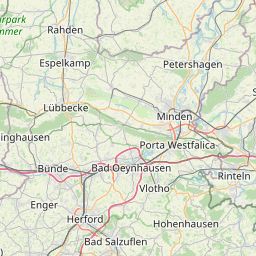 urpark
mmer
Rahden
Espelkamp
Petershagen
Lübbecke
Minden
inghausen
Porta Westfalica
Bünde
Bad Oeynhausen
Rinteln
Vlotho
Enger
Herford
Hohenhausen
Bad Salzuflen